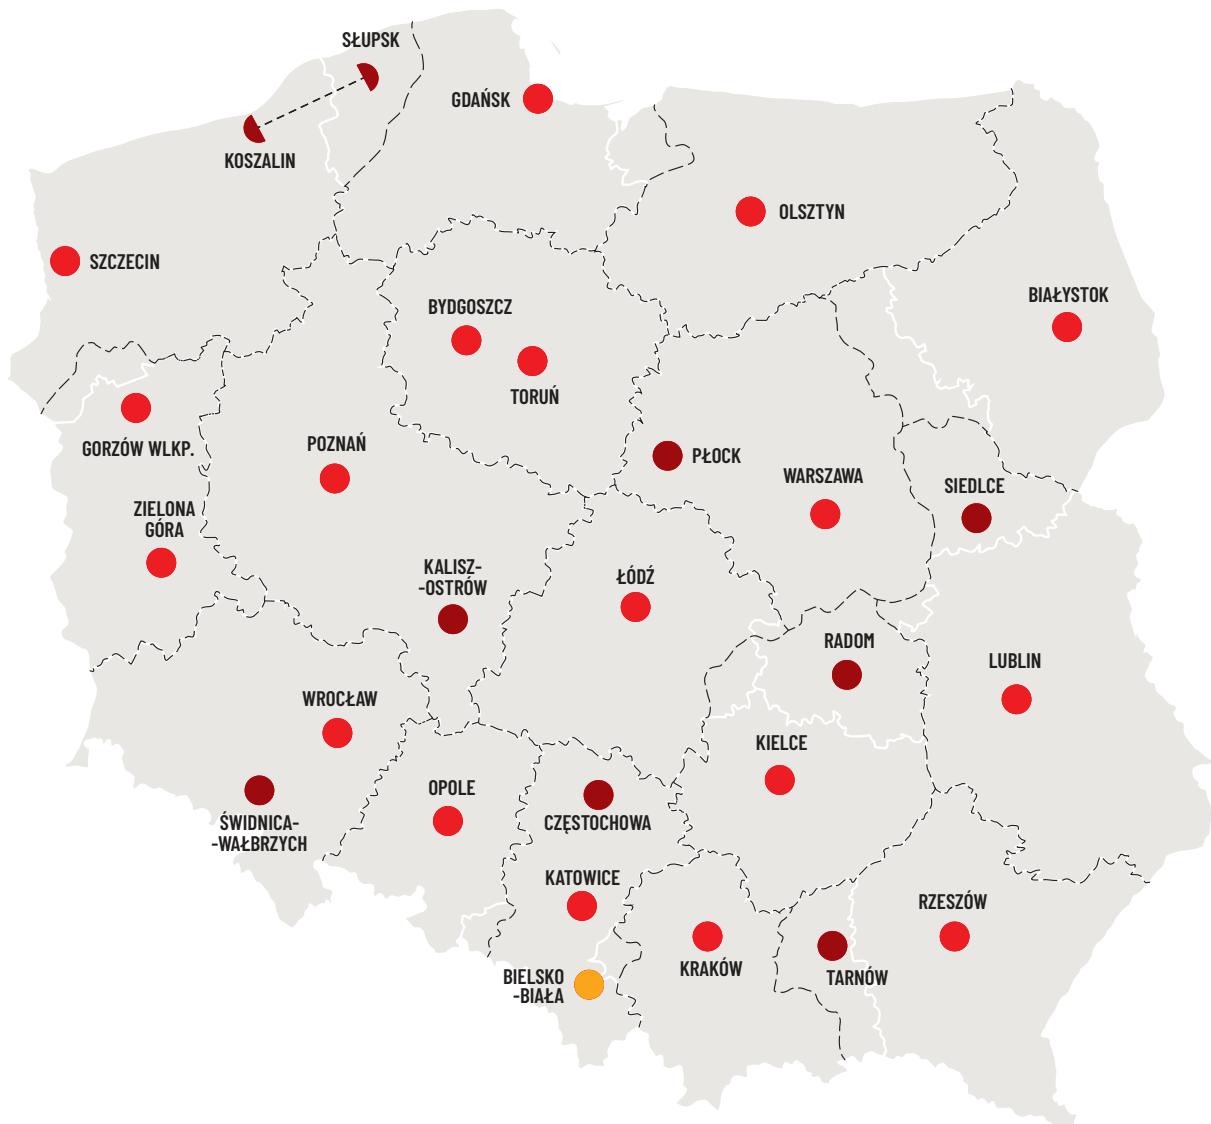 SŁUPSK
GDAŃSK
KOSZALIN
OLSZTYN
SZCZECIN
BIAŁYSTOK
BYDGOSZCZ
TORUŃ
GORZÓW WLKP.
POZNAŃ
PŁOCK
WARSZAWA
SIEDLCE
ZIELONA
GÓRA
KALISZ-
-OSTRÓW
ŁÓDŹ
RADOM
LUBLIN
WROCŁAW
KIELCE
OPOLE
ŚWIDNICA-
-WAŁBRZYCH
CZĘSTOCHOWA
KATOWICE
RZESZÓW
KRAKÓW
TARNÓW
BIELSKO
-BIAŁA